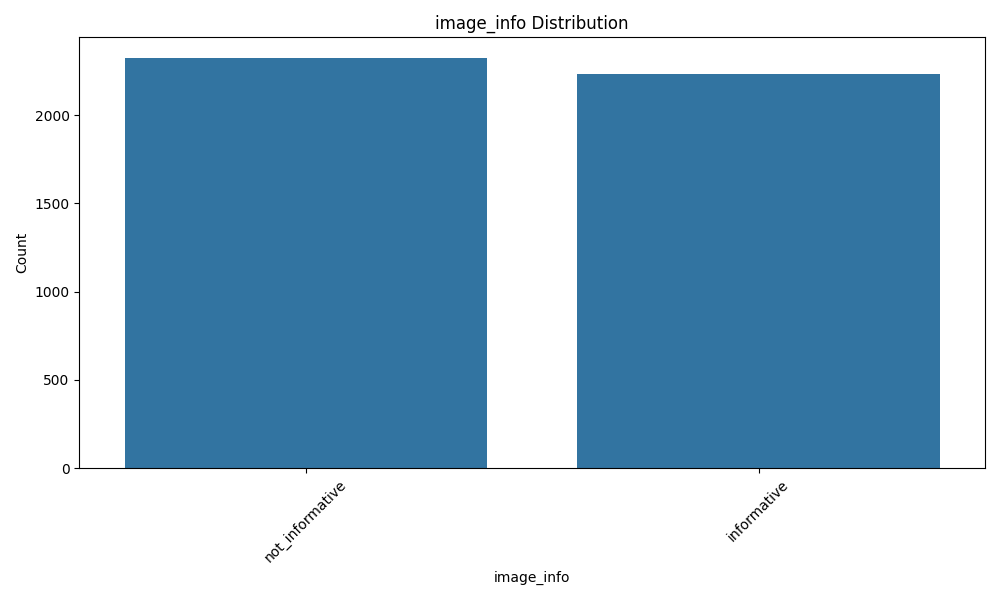 image_info Distribution
2000
1500
1000
500
0
Count
not_informative
informative
image_info